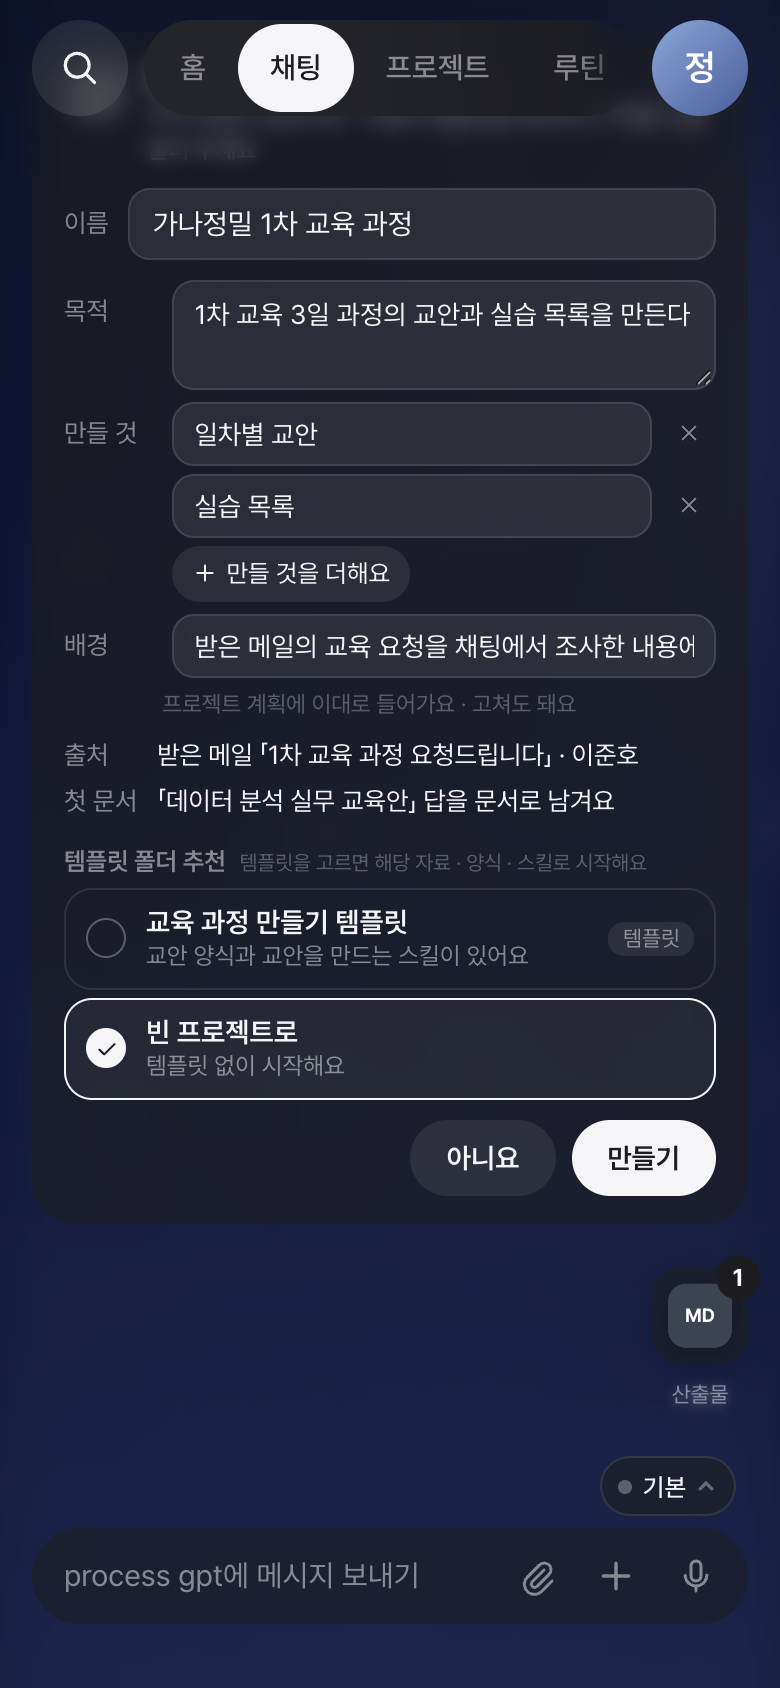 홈 채팅 프로젝트 루틴 정
이름 가나정밀 1차 교육 과정
목적 1차 교육 3일 과정의 교안과 실습 목록을 만든다
만들 것 일차별 교안
실습 목록
+ 만들 것을 더해요
배경 받은 메일의 교육 요청을 채팅에서 조사한 내용에
프로젝트 계획에 이대로 들어가요 · 고쳐도 돼요
출처 받은 메일 「1차 교육 과정 요청드립니다」 · 이준호
첫 문서 「데이터 분석 실무 교육안」 답을 문서로 남겨요
템플릿 폴더 추천 템플릿을 고르면 해당 자료 · 양식 · 스킬로 시작해요
교육 과정 만들기 템플릿
교안 양식과 교안을 만드는 스킬이 있어요
템플릿
빈 프로젝트로
템플릿 없이 시작해요
아니요 만들기
1
MD
산출물
기본
process gpt에 메시지 보내기